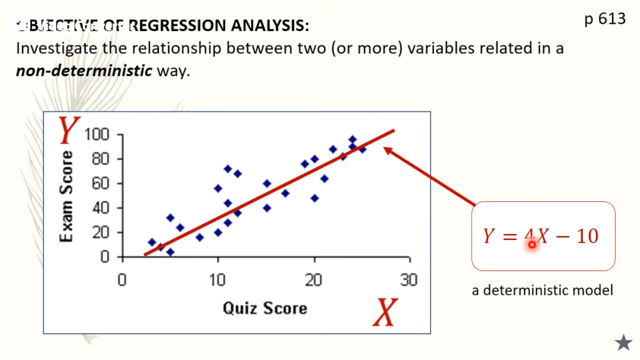 BJECTIVE OF REGRESSION ANALYSIS:
p 613
Investigate the relationship between two (or more) variables related in a
non-deterministic way.
Y
100
80
60
40
20
0
Exam Score
0 10 20 30
Quiz Score
X
Y = 4X − 10
a deterministic model